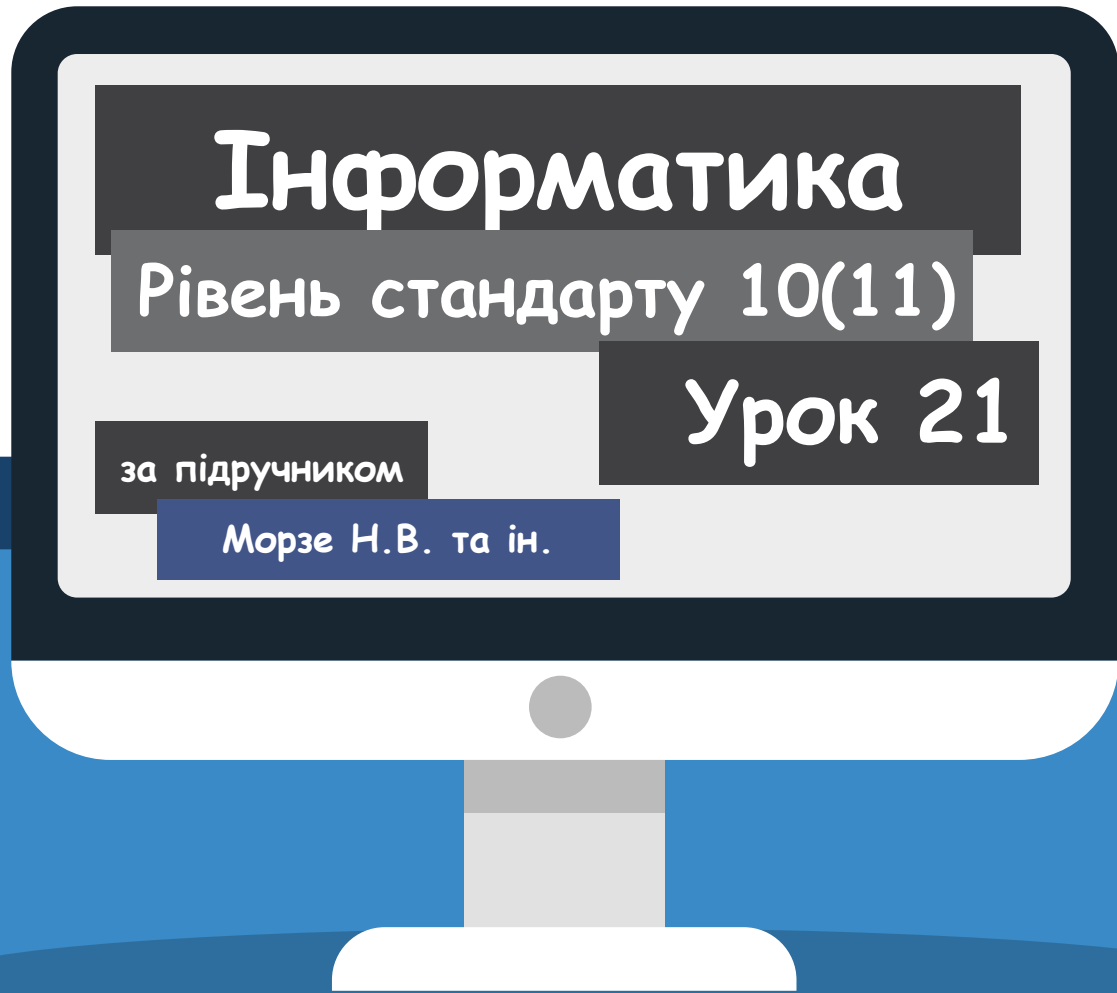 Інформатика
Рівень стандарту 10(11)
Урок 21
за підручником
Морзе Н.В. та ін.